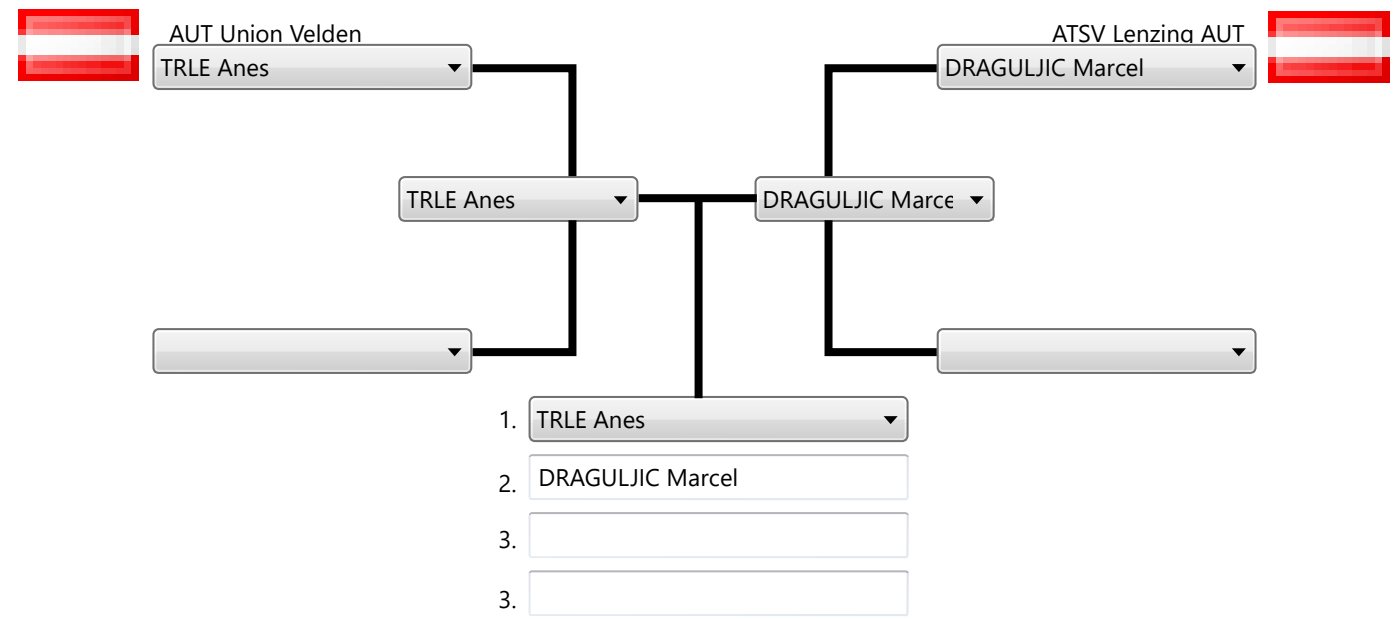 AUT Union Velden
ATSV Lenzing AUT
TRLE Anes
DRAGULJIC Marcel
TRLE Anes
DRAGULJIC Marce
1. TRLE Anes
2. DRAGULJIC Marcel
3.
3.